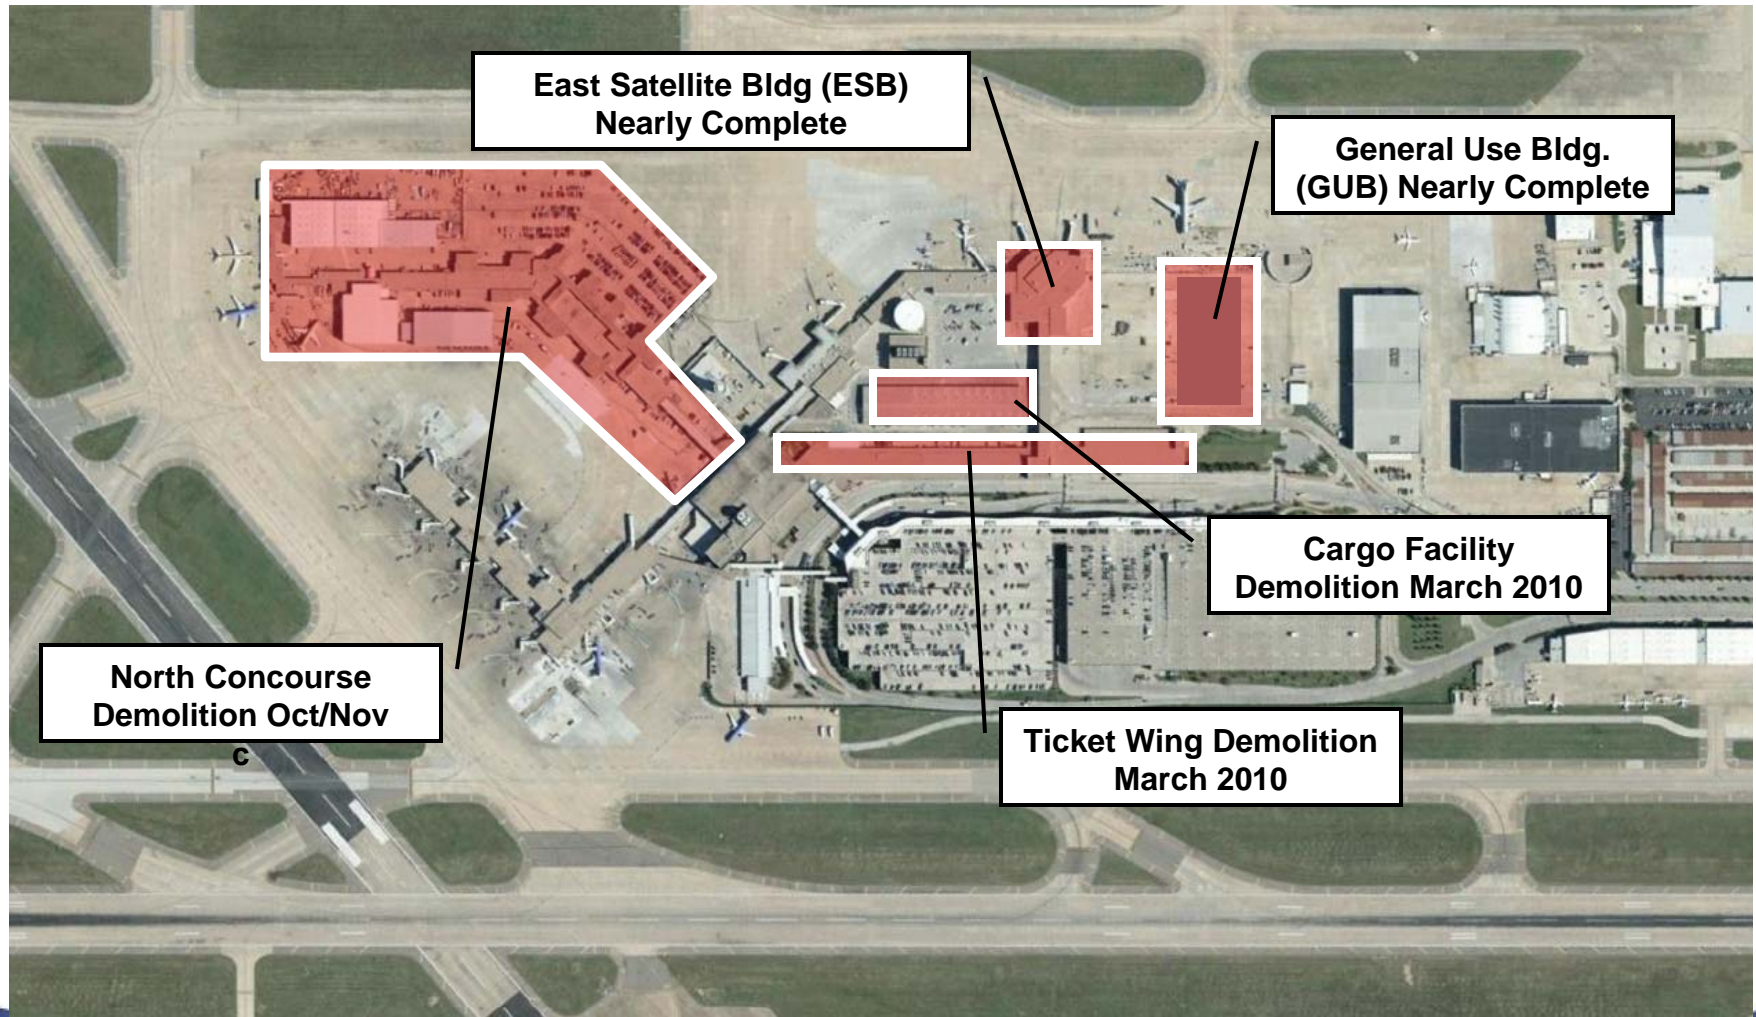 East Satellite Bldg (ESB)
Nearly Complete
General Use Bldg.
(GUB) Nearly Complete
Cargo Facility
Demolition March 2010
North Concourse
Demolition Oct/Nov
c
Ticket Wing Demolition
March 2010